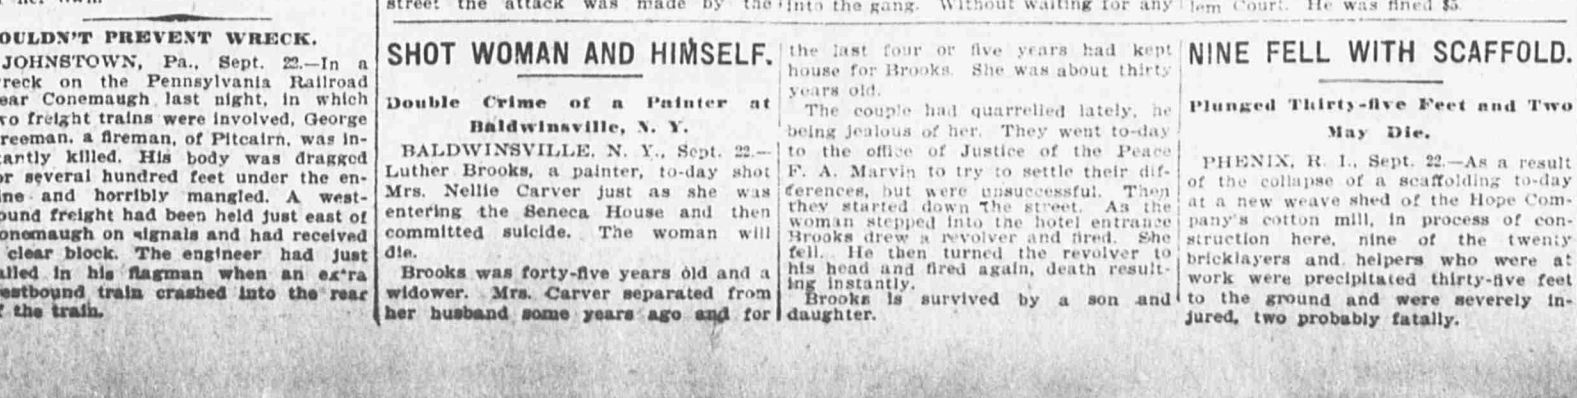 street the attack was made by the
into the gang. Without waiting for any
lem Court. He was fined $5.
OULDN'T PREVENT WRECK.
JOHNSTOWN, Pa., Sept. 22.—In a
reck on the Pennsylvania Railroad
ear Conemaugh last night, in which
vo freight trains were involved, George
reeman, a fireman, of Pitcairn, was in-
tantly killed. His body was dragged
or several hundred feet under the en-
ine and horribly mangled. A west-
ound freight had been held just east of
onemaugh on signals and had received
clear block. The engineer had just
alled in his flagman when an extra
estbound train crashed into the rear
f the train.
SHOT WOMAN AND HIMSELF.
Double Crime of a Painter at
Baldwinsville, N. Y.
BALDWINSVILLE, N. Y., Sept. 22.—
Luther Brooks, a painter, to-day shot
Mrs. Nellie Carver just as she was
entering the Seneca House and then
committed suicide. The woman will
die.
Brooks was forty-five years old and a
widower. Mrs. Carver separated from
her husband some years ago and for
the last four or five years had kept
house for Brooks. She was about thirty
years old.
The couple had quarrelled lately, he
being jealous of her. They went to-day
to the office of Justice of the Peace
F. A. Marvin to try to settle their dif-
ferences, but were unsuccessful. Then
they started down the street. As the
woman stepped into the hotel entrance
Brooks drew a revolver and fired. She
fell. He then turned the revolver to
his head and fired again, death result-
ing instantly.
Brooks is survived by a son and
daughter.
NINE FELL WITH SCAFFOLD.
Plunged Thirty-five Feet and Two
May Die.
PHENIX, R. I., Sept. 22.—As a result
of the collapse of a scaffolding to-day
at a new weave shed of the Hope Com-
pany's cotton mill, in process of con-
struction here, nine of the twenty
bricklayers and helpers who were at
work were precipitated thirty-five feet
to the ground and were severely in-
jured, two probably fatally.